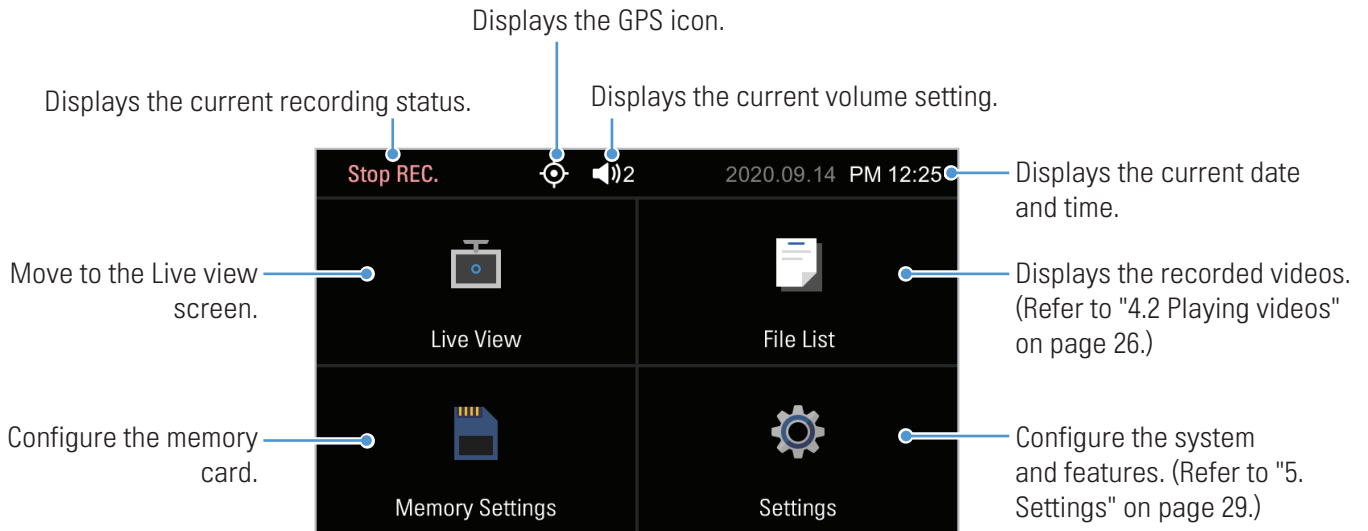 Displays the GPS icon.
Displays the current recording status.
Displays the current volume setting.
Stop REC.
2
2020.09.14 PM 12:25
Displays the current date
and time.
Move to the Live view
screen.
Live View
File List
Displays the recorded videos.
(Refer to "4.2 Playing videos"
on page 26.)
Configure the memory
card.
Memory Settings
Settings
Configure the system
and features. (Refer to "5.
Settings" on page 29.)